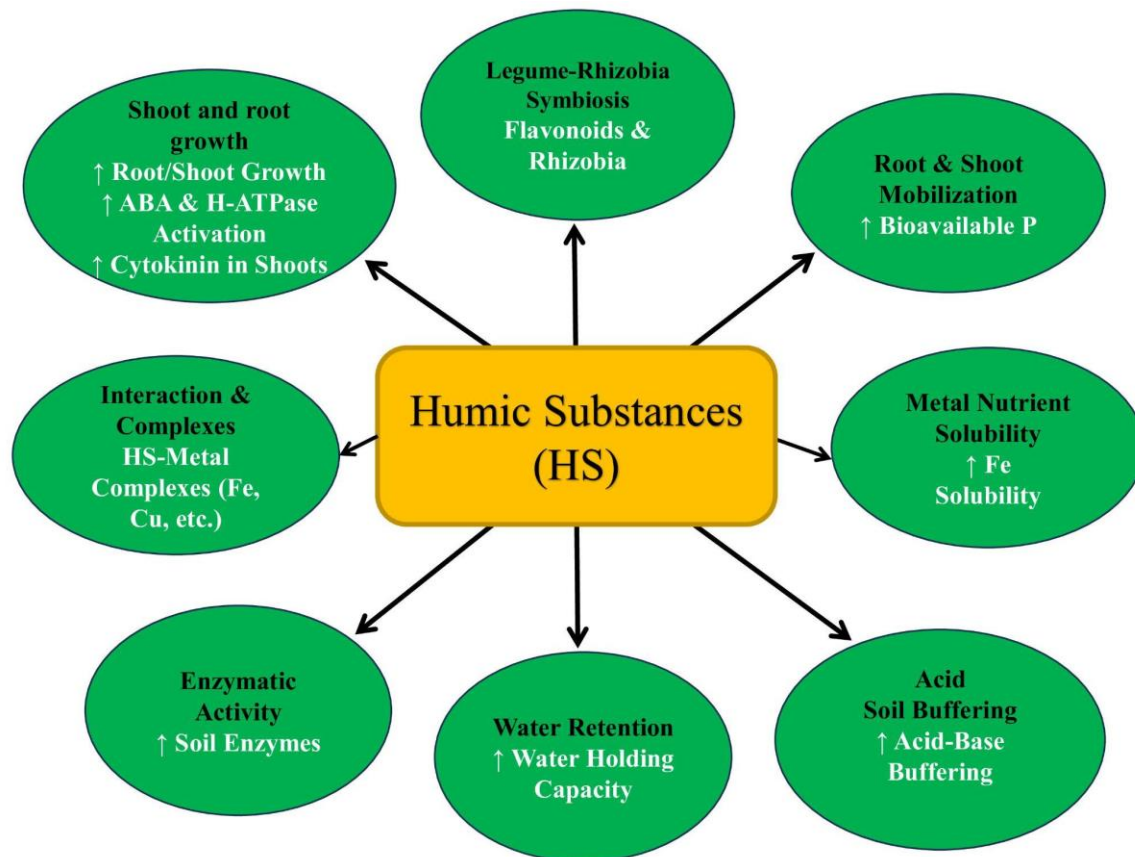 Shoot and root
growth
↑ Root/Shoot Growth
↑ ABA & H-ATPase
Activation
↑ Cytokinin in Shoots
Legume-Rhizobia
Symbiosis
Flavonoids &
Rhizobia
Root & Shoot
Mobilization
↑ Bioavailable P
Interaction &
Complexes
HS-Metal
Complexes (Fe,
Cu, etc.)
Humic Substances
(HS)
Metal Nutrient
Solubility
↑ Fe
Solubility
Enzymatic
Activity
↑ Soil Enzymes
Water Retention
↑ Water Holding
Capacity
Acid
Soil Buffering
↑ Acid-Base
Buffering